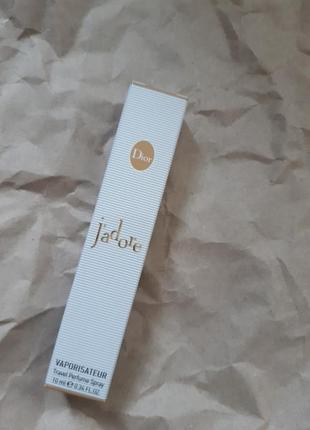 Dior
j'adore
VAPORISATEUR
Travel Perfume Spray
10 ml ℮ 0.34 FL.OZ